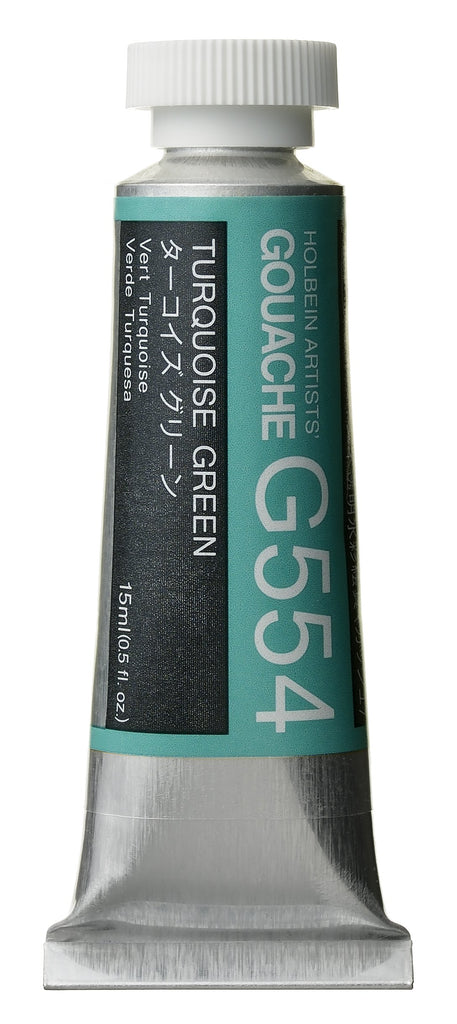 HOLBEIN ARTISTS'
GOUACHE G554
TURQUOISE GREEN
ターコイズ グリーン
Vert Turquoise
Verde Turquesa
15ml(0.5 fl. oz.)